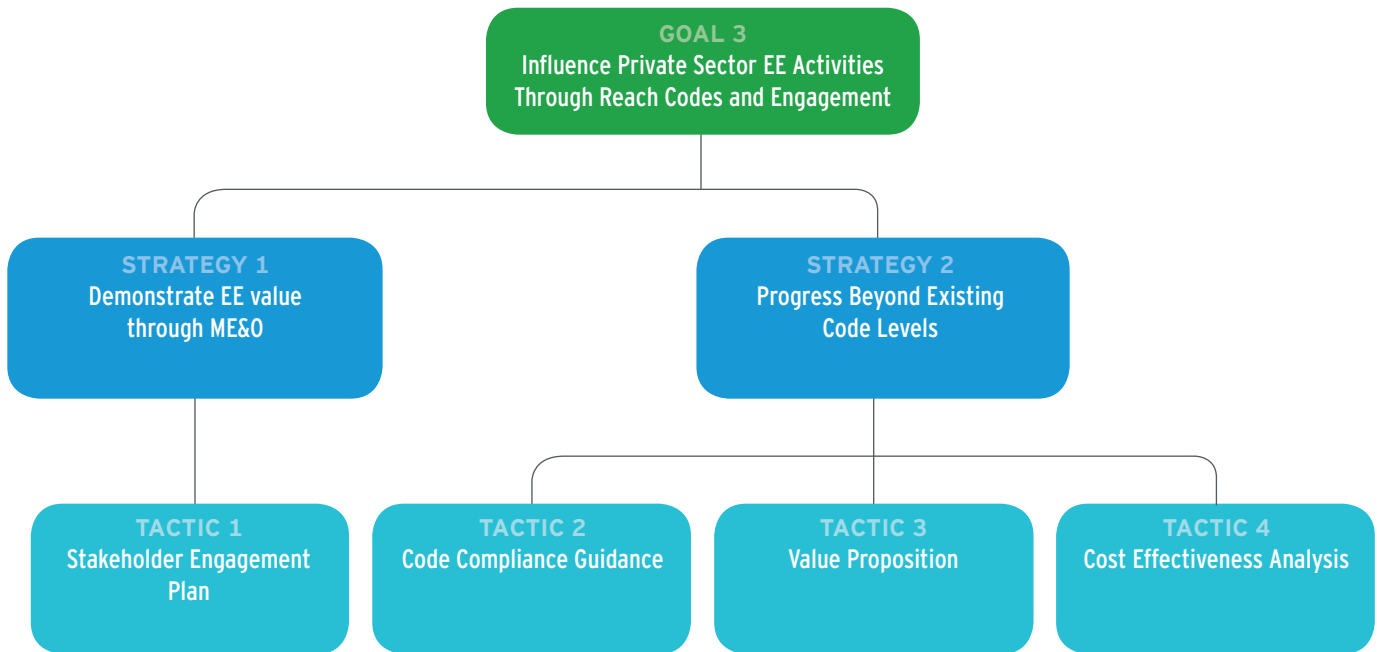 GOAL 3
Influence Private Sector EE Activities
Through Reach Codes and Engagement
STRATEGY 1
Demonstrate EE value
through ME&O
STRATEGY 2
Progress Beyond Existing
Code Levels
TACTIC 1
Stakeholder Engagement
Plan
TACTIC 2
Code Compliance Guidance
TACTIC 3
Value Proposition
TACTIC 4
Cost Effectiveness Analysis